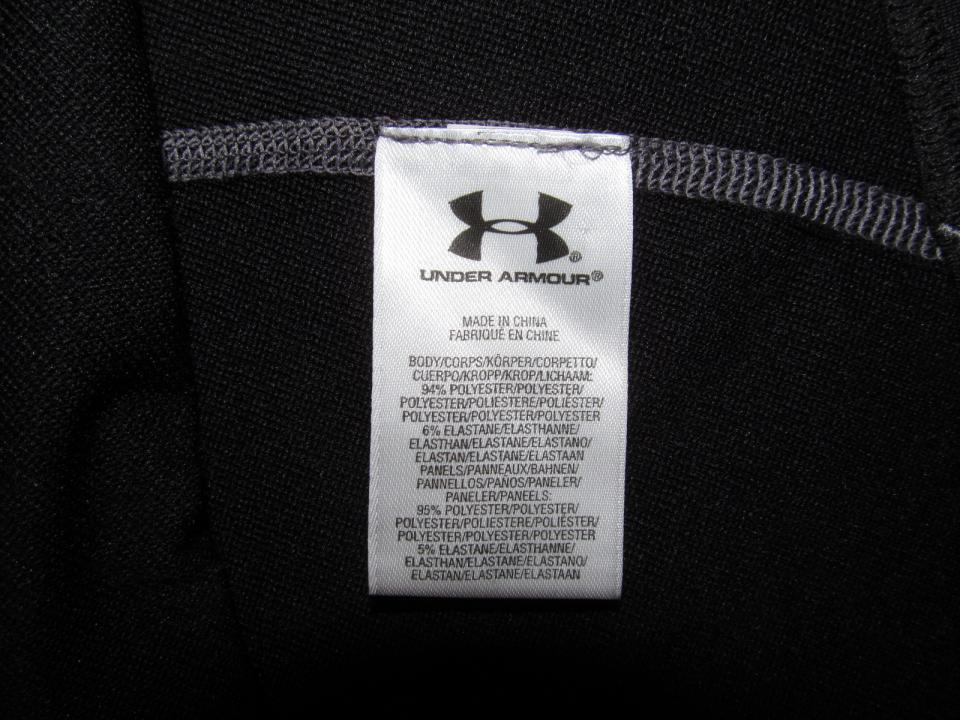 UNDER ARMOUR®
MADE IN CHINA
FABRIQUÉ EN CHINE
BODY/CORPS/KÖRPER/CORPETTO/
CUERPO/KROPP/KROP/LICHAAM:
94% POLYESTER/POLYESTER/
POLYESTER/POLIESTERE/POLIÉSTER/
POLYESTER/POLYESTER/POLYESTER
6% ELASTANE/ELASTHANNE/
ELASTHAN/ELASTANE/ELASTANO/
ELASTAN/ELASTANE/ELASTAAN
PANELS/PANNEAUX/BAHNEN/
PANNELLOS/PAÑOS/PANELER/
PANELER/PANEELS:
95% POLYESTER/POLYESTER/
POLYESTER/POLIESTERE/POLIÉSTER/
POLYESTER/POLYESTER/POLYESTER
5% ELASTANE/ELASTHANNE/
ELASTHAN/ELASTANE/ELASTANO/
ELASTAN/ELASTANE/ELASTAAN